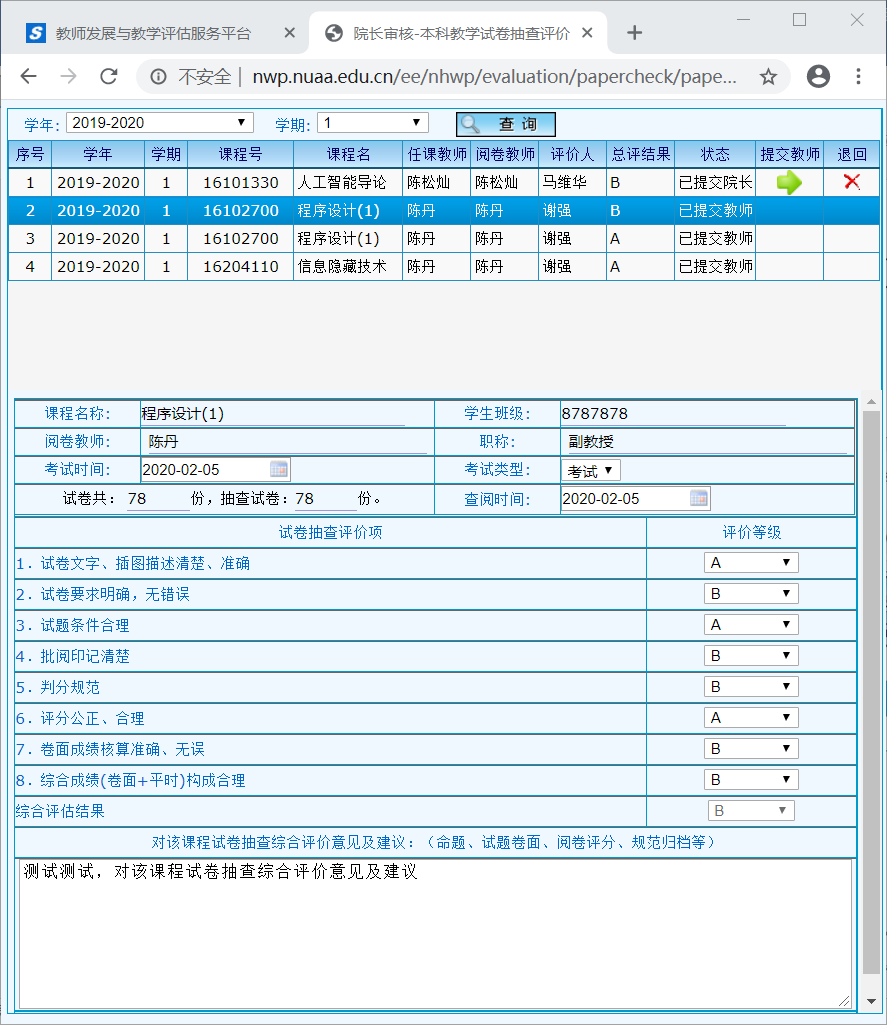 教师发展与教学评估服务平台
院长审核-本科教学试卷抽查评价
不安全 | nwp.nuaa.edu.cn/ee/nhwp/evaluation/papercheck/pape...
学年: 2019-2020 学期: 1 查 询
序号 学年 学期 课程号 课程名 任课教师 阅卷教师 评价人 总评结果 状态 提交教师 退回
1 2019-2020 1 16101330 人工智能导论 陈松灿 陈松灿 马维华 B 已提交院长
2 2019-2020 1 16102700 程序设计(1) 陈丹 陈丹 谢强 B 已提交教师
3 2019-2020 1 16102700 程序设计(1) 陈丹 陈丹 谢强 A 已提交教师
4 2019-2020 1 16204110 信息隐藏技术 陈丹 陈丹 谢强 A 已提交教师
课程名称: 程序设计(1) 学生班级: 8787878
阅卷教师: 陈丹 职称: 副教授
考试时间: 2020-02-05 考试类型: 考试
试卷共: 78 份，抽查试卷：78 份。 查阅时间: 2020-02-05
试卷抽查评价项 评价等级
1. 试卷文字、插图描述清楚、准确 A
2. 试卷要求明确，无错误 B
3. 试题条件合理 A
4. 批阅印记清楚 B
5. 判分规范 B
6. 评分公正、合理 A
7. 卷面成绩核算准确、无误 B
8. 综合成绩(卷面+平时)构成合理 B
综合评估结果 B
对该课程试卷抽查综合评价意见及建议：（命题、试题卷面、阅卷评分、规范归档等）
测试测试，对该课程试卷抽查综合评价意见及建议